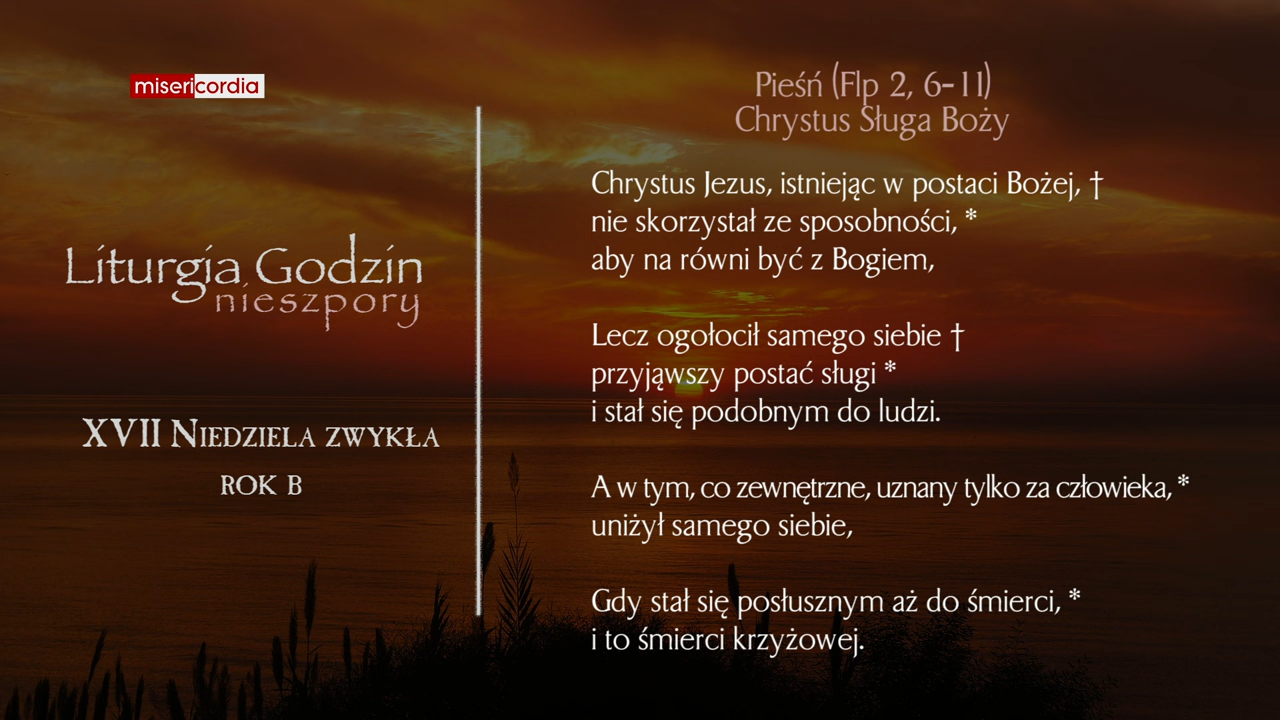 misericordia
Liturgia Godzin
nieszpory
XVII Niedziela zwykła
rok B
Pieśń (Flp 2, 6-11)
Chrystus Sługa Boży
Chrystus Jezus, istniejąc w postaci Bożej, †
nie skorzystał ze sposobności, *
aby na równi być z Bogiem,
Lecz ogołocił samego siebie †
przyjąwszy postać sługi *
i stał się podobnym do ludzi.
A w tym, co zewnętrzne, uznany tylko za człowieka, *
uniżył samego siebie,
Gdy stał się posłusznym aż do śmierci, *
i to śmierci krzyżowej.